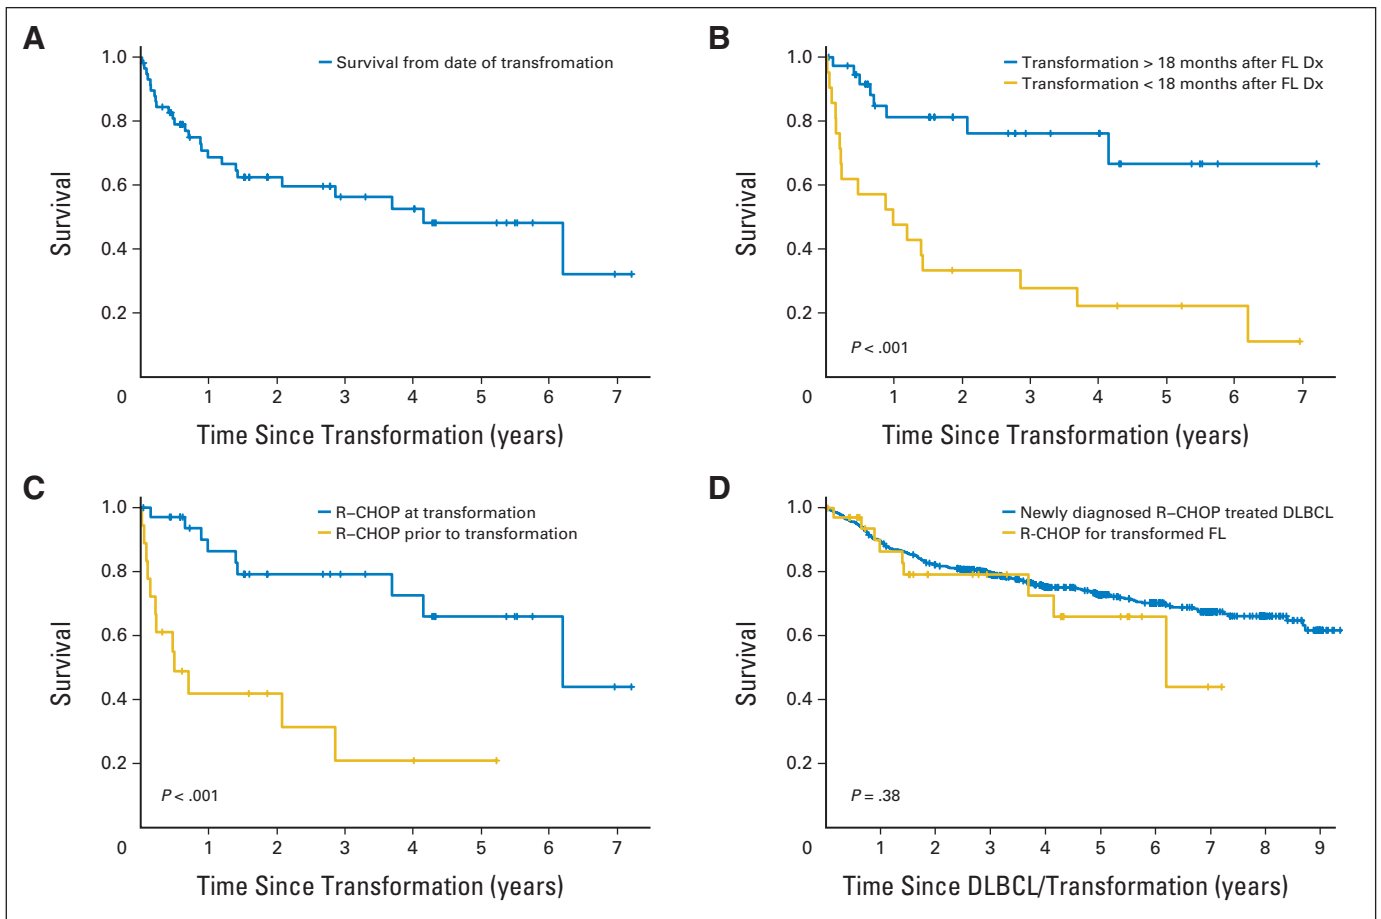 A
Survival from date of transfromation
1.0
0.8
0.6
0.4
0.2
0
1
2
3
4
5
6
7
Survival
Time Since Transformation (years)
B
Transformation > 18 months after FL Dx
Transformation < 18 months after FL Dx
1.0
0.8
0.6
0.4
0.2
P < .001
0
1
2
3
4
5
6
7
Survival
Time Since Transformation (years)
C
R–CHOP at transformation
R–CHOP prior to transformation
1.0
0.8
0.6
0.4
0.2
P < .001
0
1
2
3
4
5
6
7
Survival
Time Since Transformation (years)
D
Newly diagnosed R–CHOP treated DLBCL
R-CHOP for transformed FL
1.0
0.8
0.6
0.4
0.2
P = .38
0
1
2
3
4
5
6
7
8
9
Survival
Time Since DLBCL/Transformation (years)